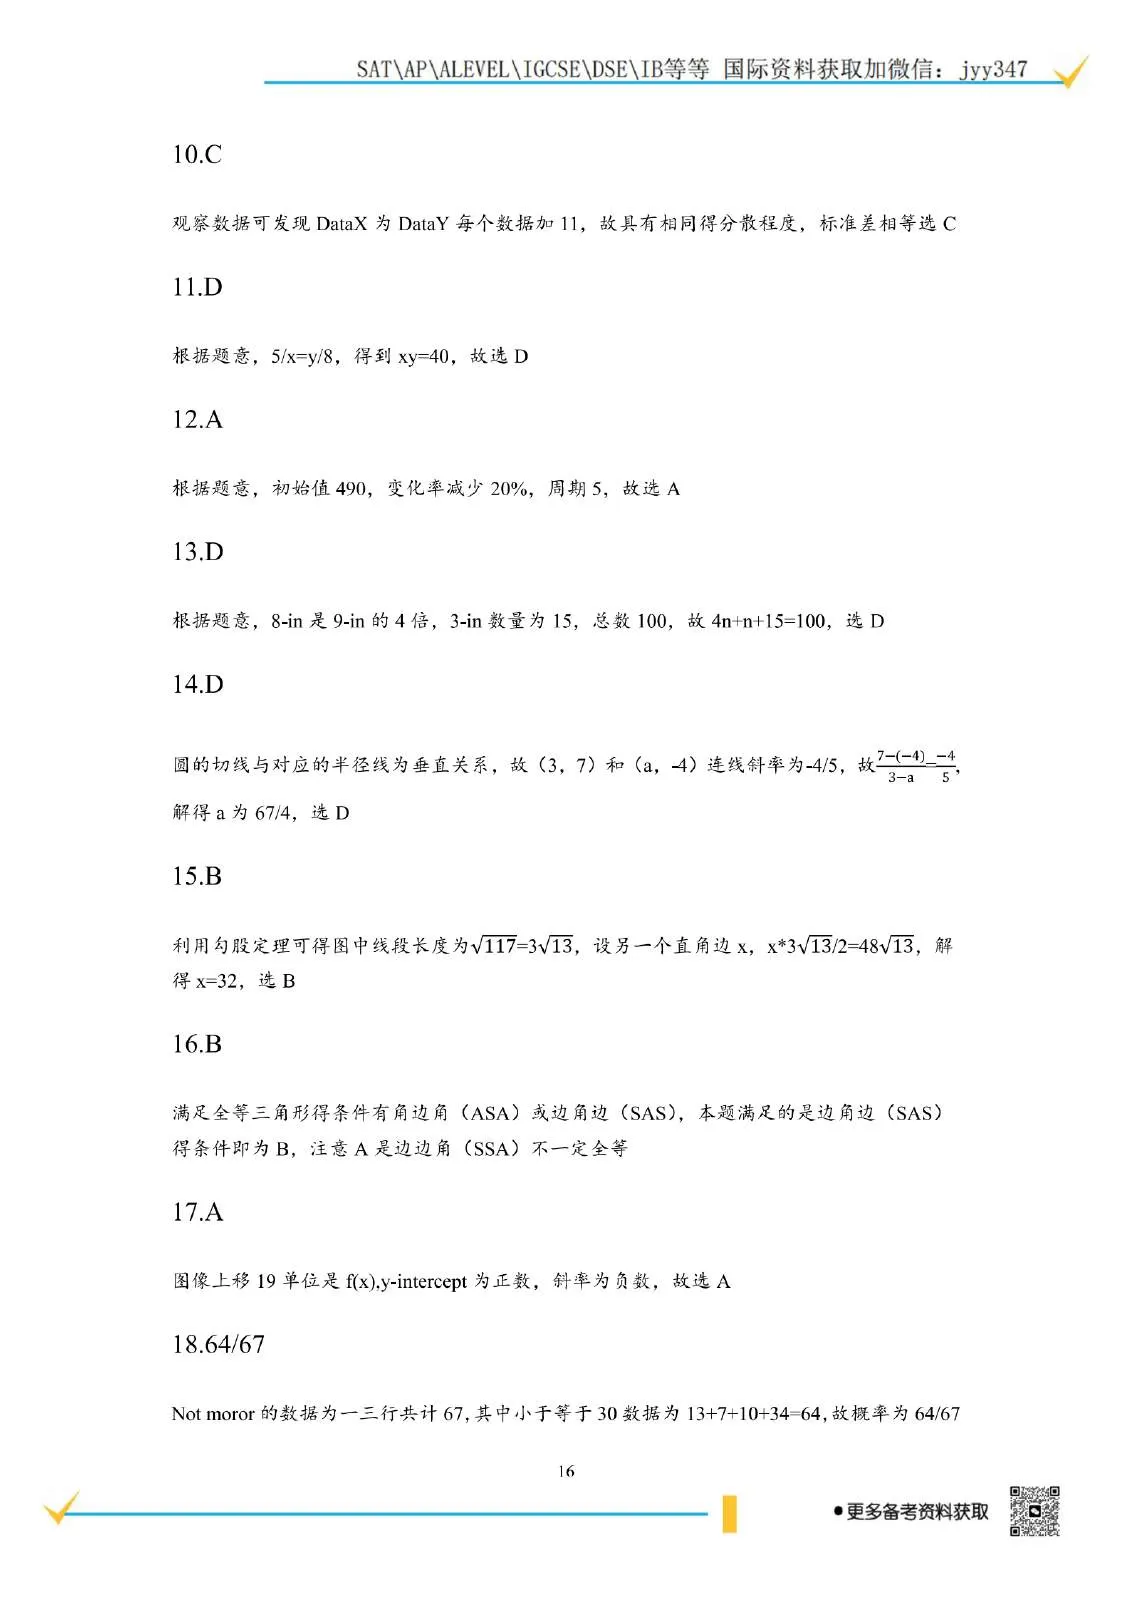 SAT\AP\ALEVEL\IGCSE\DSE\IB等等 国际资料获取加微信：jyy347
10.C
观察数据可发现 DataX 为 DataY 每个数据加 11，故具有相同得分散程度，标准差相等选 C
11.D
根据题意，5/x=y/8，得到 xy=40，故选 D
12.A
根据题意，初始值 490，变化率减少 20%，周期 5，故选 A
13.D
根据题意，8-in 是 9-in 的 4 倍，3-in 数量为 15，总数 100，故 4n+n+15=100，选 D
14.D
圆的切线与对应的半径线为垂直关系，故（3，7）和（a，-4）连线斜率为-4/5，故\frac{7-(-4)}{3-a}=\frac{-4}{5},
解得 a 为 67/4，选 D
15.B
利用勾股定理可得图中线段长度为√117=3√13，设另一个直角边 x，x*3√13/2=48√13，解
得 x=32，选 B
16.B
满足全等三角形得条件有角边角（ASA）或边角边（SAS），本题满足的是边角边（SAS）
得条件即为 B，注意 A 是边边角（SSA）不一定全等
17.A
图像上移 19 单位是 f(x),y-intercept 为正数，斜率为负数，故选 A
18.64/67
Not moror 的数据为一三行共计 67,其中小于等于 30 数据为 13+7+10+34=64,故概率为 64/67
16
•更多备考资料获取